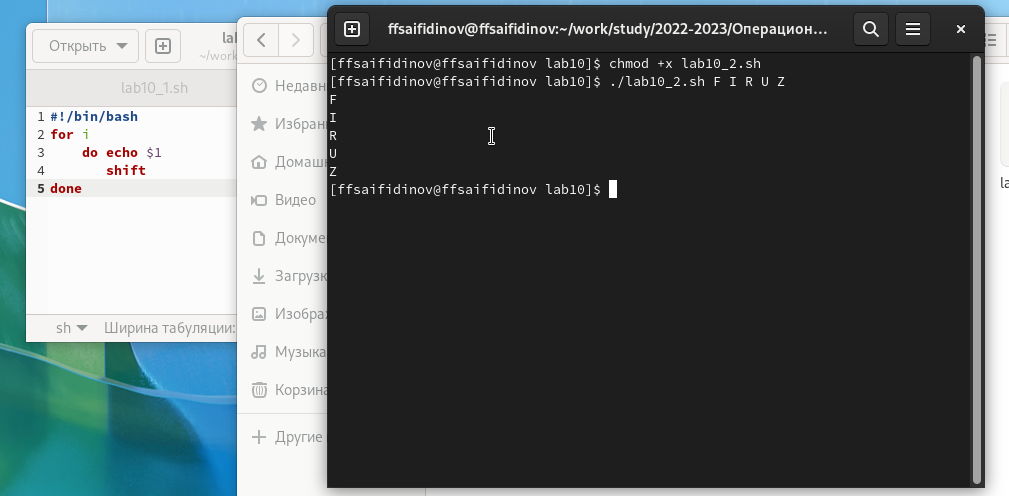 Открыть
lab
~/work
lab10_1.sh
1 #!/bin/bash
2 for i
3     do echo $1
4        shift
5 done
sh
Ширина табуляции:
Недавн
Избран
Домаш
Видео
Докуме
Загрузк
Изобра
Музыка
Корзина
Другие
ffsaifidinov@ffsaifidinov:~/work/study/2022-2023/Операцион...
[ffsaifidinov@ffsaifidinov lab10]$ chmod +x lab10_2.sh
[ffsaifidinov@ffsaifidinov lab10]$ ./lab10_2.sh F I R U Z
F
I
R
U
Z
[ffsaifidinov@ffsaifidinov lab10]$
la